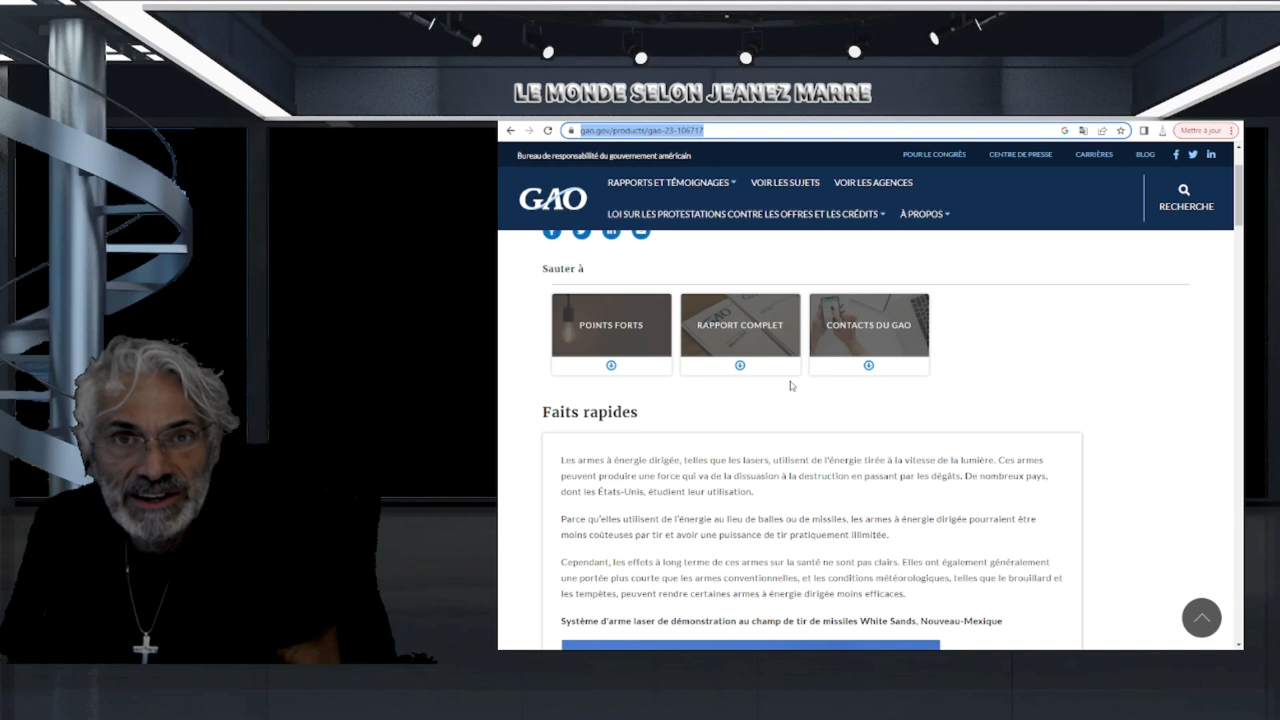 LE MONDE SELON JEANEZ MARRE
gao.gov/products/gao-23-106717
Mettre à jour
Bureau de responsabilité du gouvernement américain
POUR LE CONGRÈS CENTRE DE PRESSE CARRIÈRES BLOG
GAO
RAPPORTS ET TÉMOIGNAGES VOIR LES SUJETS VOIR LES AGENCES
LOI SUR LES PROTESTATIONS CONTRE LES OFFRES ET LES CRÉDITS À PROPOS
RECHERCHE
Sauter à
POINTS FORTS
RAPPORT COMPLET
CONTACTS DU GAO
Faits rapides
Les armes à énergie dirigée, telles que les lasers, utilisent de l'énergie tirée à la vitesse de la lumière. Ces armes
peuvent produire une force qui va de la dissuasion à la destruction en passant par les dégâts. De nombreux pays,
dont les États-Unis, étudient leur utilisation.
Parce qu'elles utilisent de l'énergie au lieu de balles ou de missiles, les armes à énergie dirigée pourraient être
moins coûteuses par tir et avoir une puissance de tir pratiquement illimitée.
Cependant, les effets à long terme de ces armes sur la santé ne sont pas clairs. Elles ont également généralement
une portée plus courte que les armes conventionnelles, et les conditions météorologiques, telles que le brouillard et
les tempêtes, peuvent rendre certaines armes à énergie dirigée moins efficaces.
Système d'arme laser de démonstration au champ de tir de missiles White Sands, Nouveau-Mexique